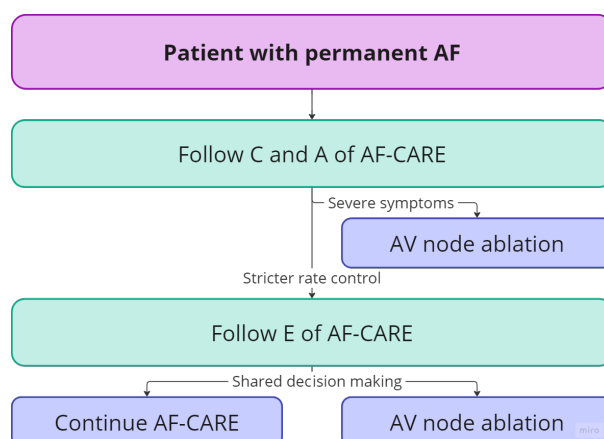 Patient with permanent AF
Follow C and A of AF-CARE
Severe symptoms
AV node ablation
Stricter rate control
Follow E of AF-CARE
Shared decision making
Continue AF-CARE
AV node ablation
miro